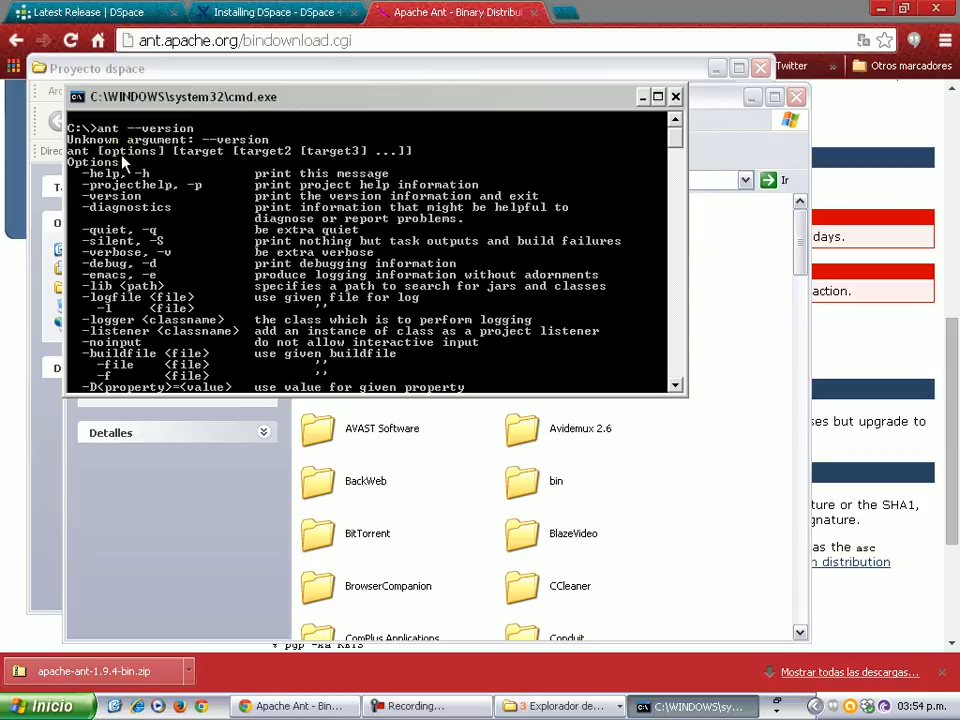 Latest Release | DSpace
Installing DSpace - DSpace 4
Apache Ant - Binary Distribu
ant.apache.org/bindownload.cgi
Twitter
»
Otros marcadores
Proyecto dspace
C:\WINDOWS\system32\cmd.exe
C:\>ant --version
Unknown argument: --version
ant [options] [target [target2 [target3] ...]]
Options:
-help, -h print this message
-projecthelp, -p print project help information
-version print the version information and exit
-diagnostics print information that might be helpful to
diagnose or report problems.
-quiet, -q be extra quiet
-silent, -S print nothing but task outputs and build failures
-verbose, -v be extra verbose
-debug, -d print debugging information
-emacs, -e produce logging information without adornments
-lib <path> specifies a path to search for jars and classes
-logfile <file> use given file for log
-l <file> ''
-logger <classname> the class which is to perform logging
-listener <classname> add an instance of class as a project listener
-noinput do not allow interactive input
-buildfile <file> use given buildfile
-file <file> ''
-f <file> ''
-D<property>=<value> use value for given property
Ir
days.
action.
ses but upgrade to
ature or the SHA1,
gnature.
as the asc
n distribution
Detalles
AVAST Software
Avidemux 2.6
BackWeb
bin
BitTorrent
BlazeVideo
BrowserCompanion
CCleaner
ComPlus Applications
Conduit
% pgp -ka KEYS
apache-ant-1.9.4-bin.zip
Mostrar todas las descargas...
Inicio
Apache Ant - Bin...
Recording...
3 Explorador de...
C:\WINDOWS\sy...
03:54 p.m.